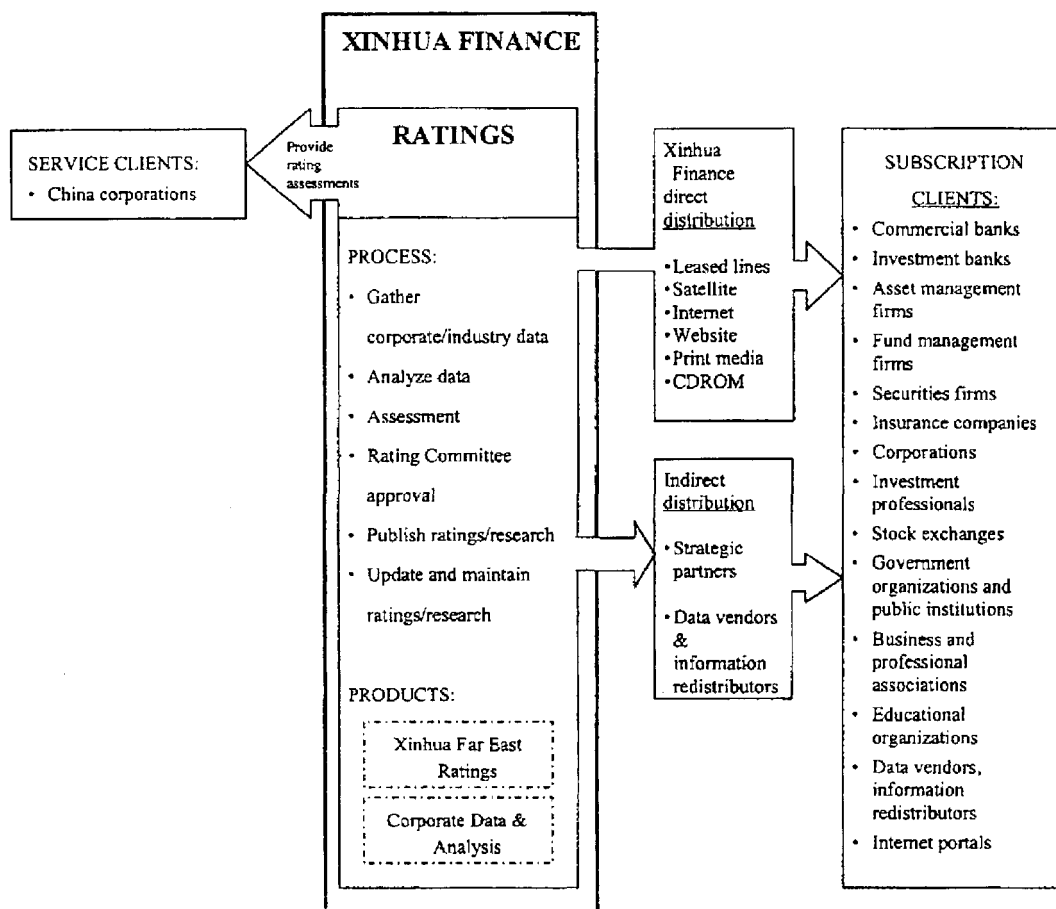 XINHUA FINANCE
RATINGS
Provide
rating
assessments
SERVICE CLIENTS:
• China corporations
PROCESS:
• Gather
corporate/industry data
• Analyze data
• Assessment
• Rating Committee
approval
• Publish ratings/research
• Update and maintain
ratings/research
PRODUCTS:
Xinhua Far East
Ratings
Corporate Data &
Analysis
Xinhua
Finance
direct
distribution
•Leased lines
•Satellite
•Internet
•Website
•Print media
•CDROM
Indirect
distribution
•Strategic
partners
•Data vendors
&
information
redistributors
SUBSCRIPTION
CLIENTS:
• Commercial banks
• Investment banks
• Asset management
firms
• Fund management
firms
• Securities firms
• Insurance companies
• Corporations
• Investment
professionals
• Stock exchanges
• Government
organizations and
public institutions
• Business and
professional
associations
• Educational
organizations
• Data vendors,
information
redistributors
• Internet portals